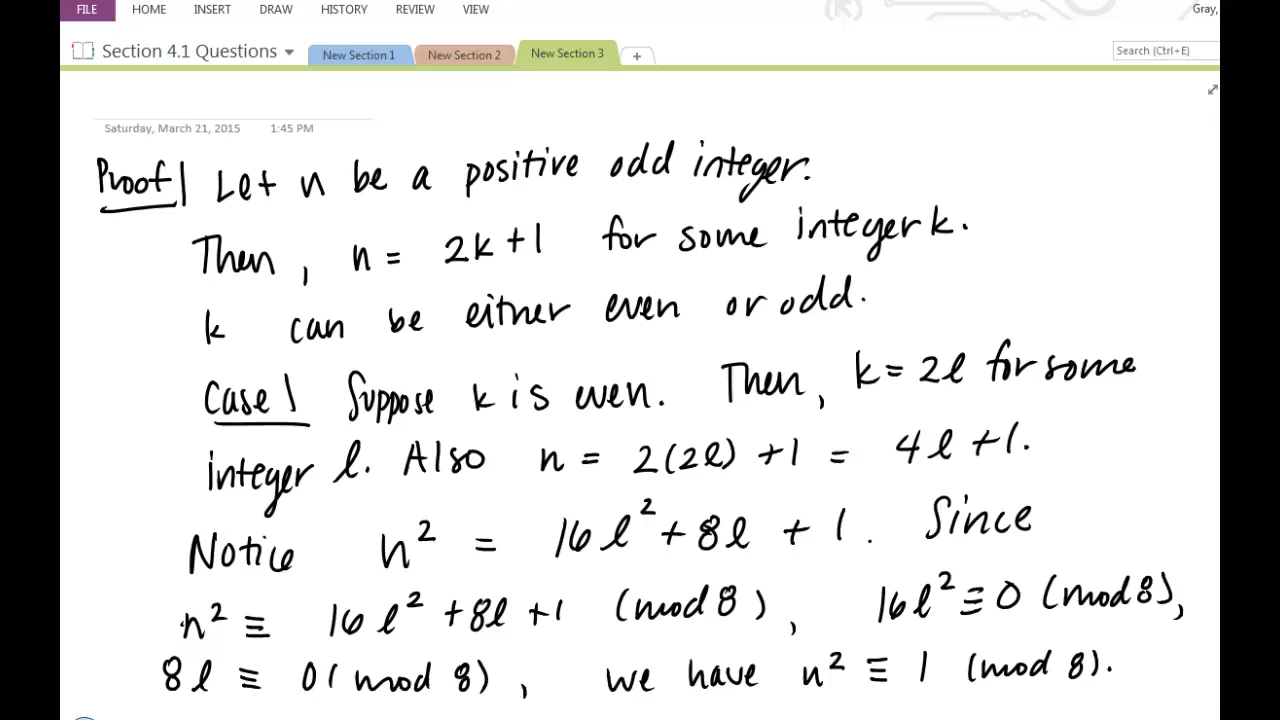 FILE HOME INSERT DRAW HISTORY REVIEW VIEW Gray,
Section 4.1 Questions New Section 1 New Section 2 New Section 3 + Search (Ctrl+E)
Saturday, March 21, 2015 1:45 PM
Proof| Let n be a positive odd integer.
Then, n = 2k+1 for some integer k.
k can be either even or odd.
Case 1 Suppose k is even. Then, k = 2l for some
integer l. Also n = 2(2l) + 1 = 4l + 1.
Notice n² = 16l² + 8l + 1. Since
n² ≡ 16l² + 8l + 1 (mod 8), 16l² ≡ 0 (mod 8),
8l ≡ 0 (mod 8), we have n² ≡ 1 (mod 8).